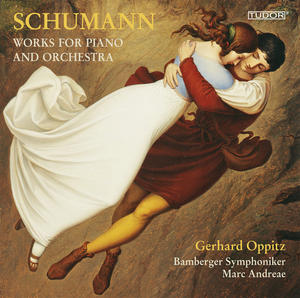 SCHUMANN
TUDOR
WORKS FOR PIANO
AND ORCHESTRA
Gerhard Oppitz
Bamberger Symphoniker
Marc Andreae